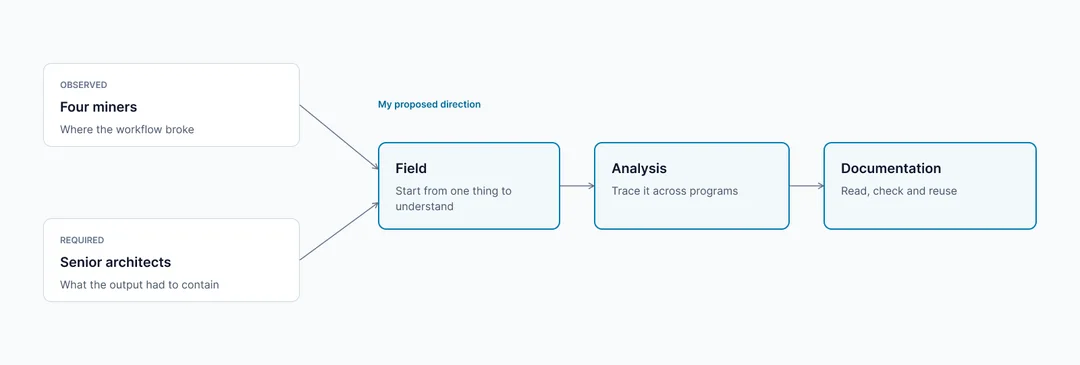 OBSERVED
Four miners
Where the workflow broke
REQUIRED
Senior architects
What the output had to contain
My proposed direction
Field
Start from one thing to
understand
Analysis
Trace it across programs
Documentation
Read, check and reuse